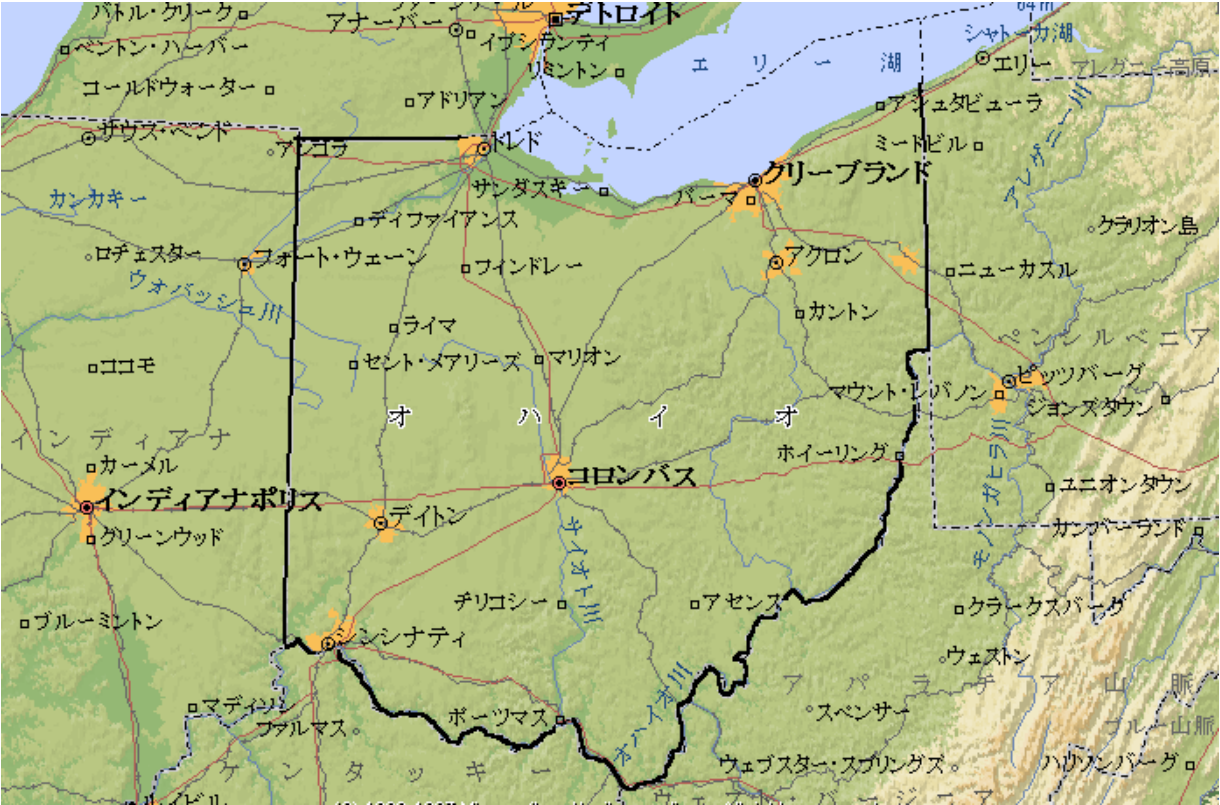 バトル・クリーク
アナーバー
デトロイト
64 m
シャトーカ湖
ベントン・ハーバー
イプシランティ
リミントン
エリー湖
エリー
アレグニー高原
コールドウォーター
アドリアン
アシュタビューラ
サウス・ベンド
アレゴラ
トレド
ミードビル
アレゲニー川
カンカキー
サンダスキー
クリーブランド
パーマ
ディファイアンス
クラリオン島
ロチェスター
フォート・ウェーン
フィンドレー
アクロン
ニューカスル
ウォバッシュ川
ライマ
カントン
ペンシルベニア
ココモ
セント・メアリーズ
マリオン
マウント・レバノン
ピッツバーグ
ジョンズタウン
オハイオ
インディアナ
カーメル
ホイーリング
コロンバス
ユニオンタウン
インディアナポリス
デイトン
モノンガヒラ川
カンバーランド
グリーンウッド
サイオト川
チリコシー
アセンズ
クラークスバーグ
ブルーミントン
シンシナティ
ウェストン
オハイオ川
アパラチア山脈
マディソン
ポーツマス
スペンサー
ファルマス
ブルー山脈
ケンタッキー
ウェブスター・スプリングズ
ハリソンバーグ
ルイビル